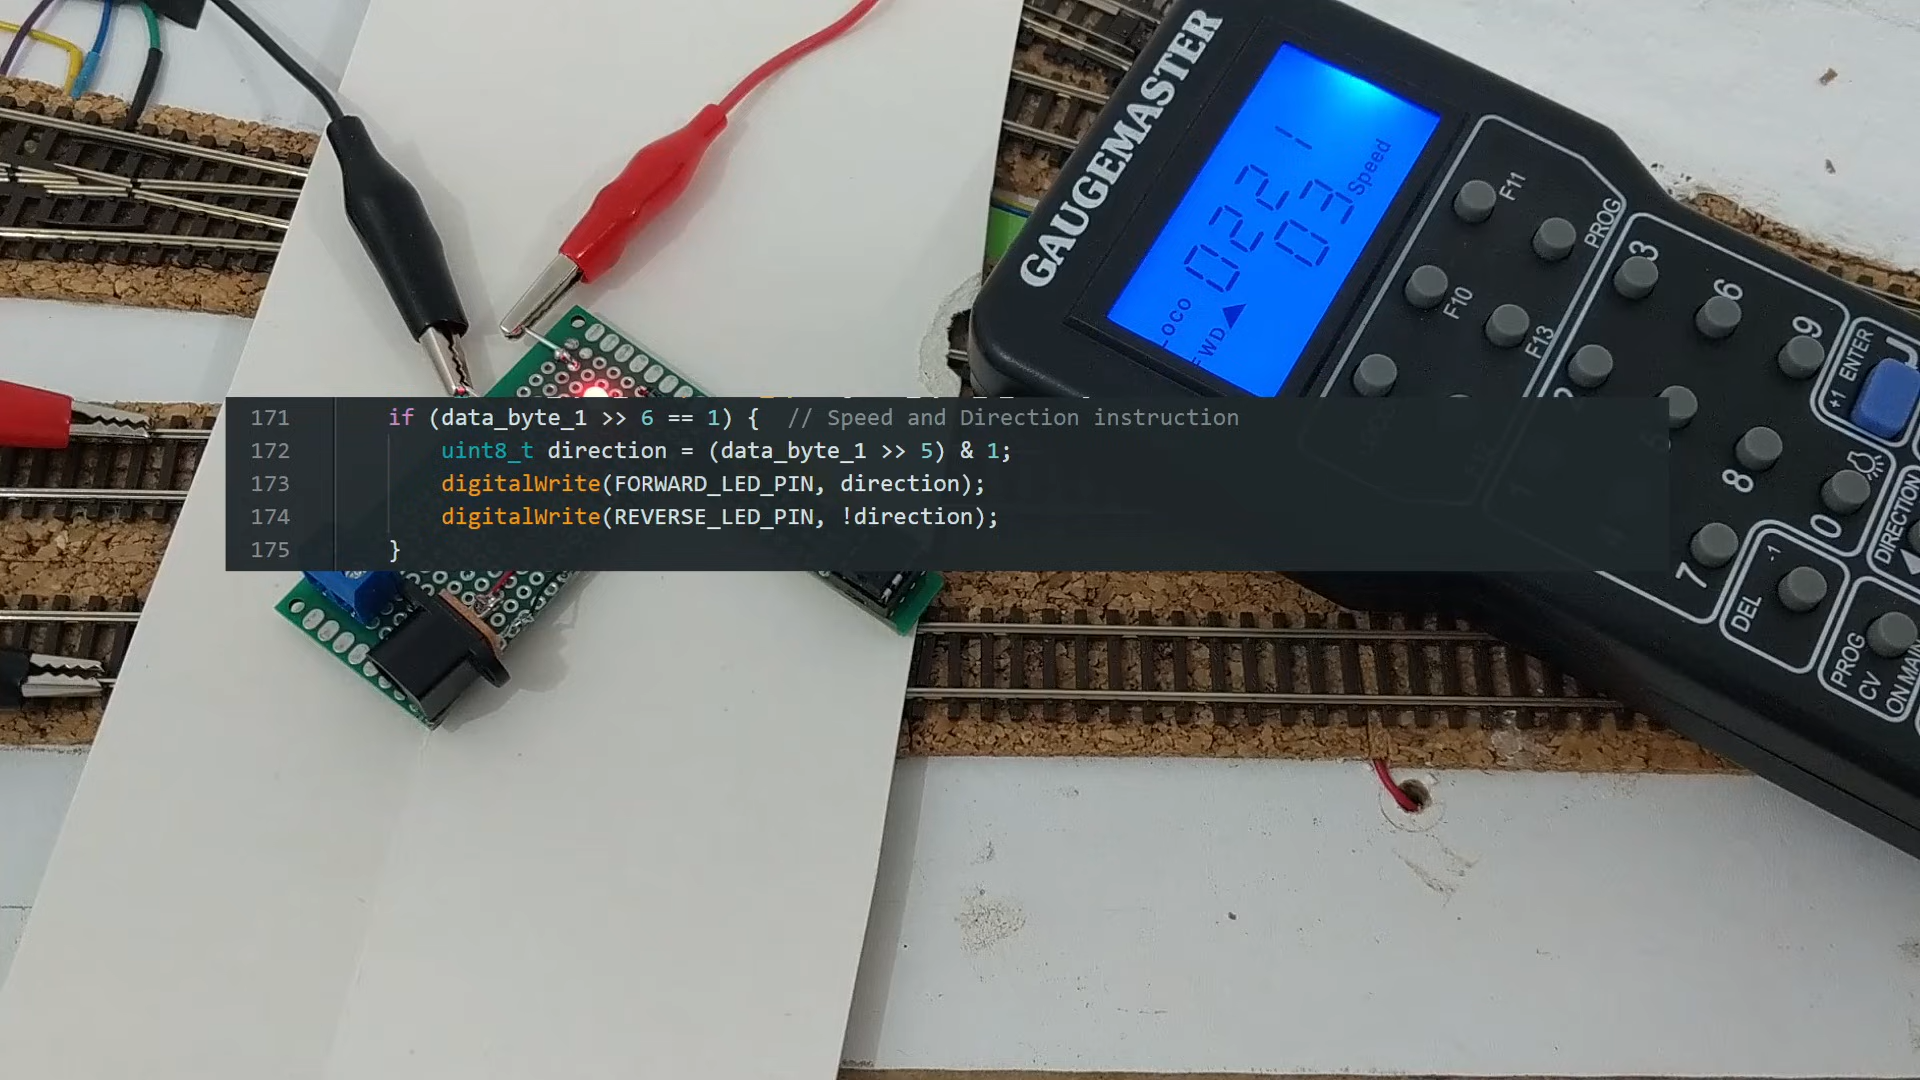 GAUGEMASTER
0221
03 Speed
LOCO
FWD
F11
PROG
F10
F13
3
6
9
ENTER
+1
8
0
DIRECTION
7
-1
DEL
PROG
CV
ON MAIN
171 if (data_byte_1 >> 6 == 1) { // Speed and Direction instruction
172 uint8_t direction = (data_byte_1 >> 5) & 1;
173 digitalWrite(FORWARD_LED_PIN, direction);
174 digitalWrite(REVERSE_LED_PIN, !direction);
175 }